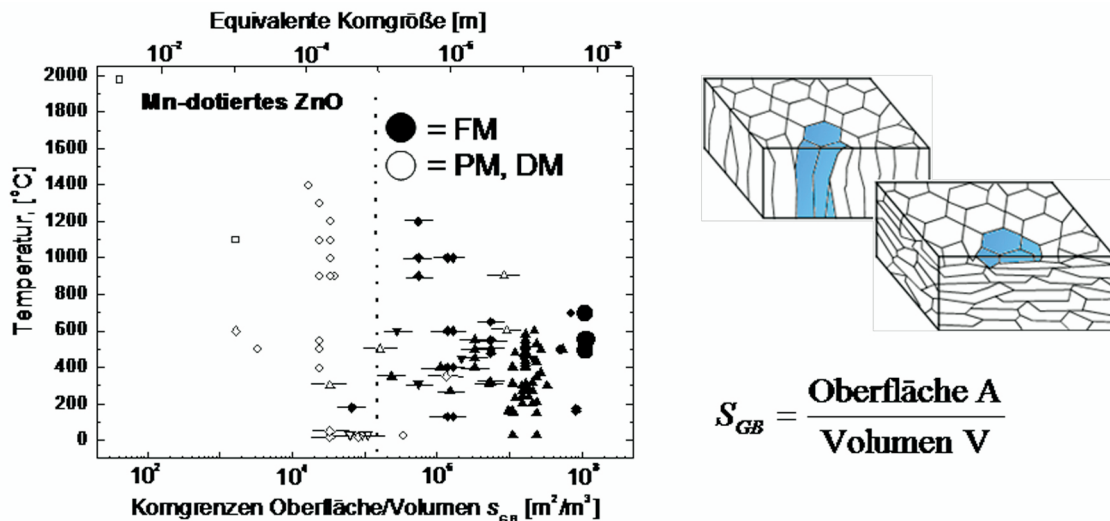 Equivalente Korngröße [m]
10⁻² 10⁻⁴ 10⁻⁶ 10⁻⁸
2000
1800
1600
1400
1200
1000
800
600
400
200
0
Temperatur, [°C]
Mn-dotiertes ZnO
= FM
= PM, DM
10² 10⁴ 10⁶ 10⁸
Korngrenzen Oberfläche/Volumen s_GB [m²/m³]
S_GB = Oberfläche A
Volumen V